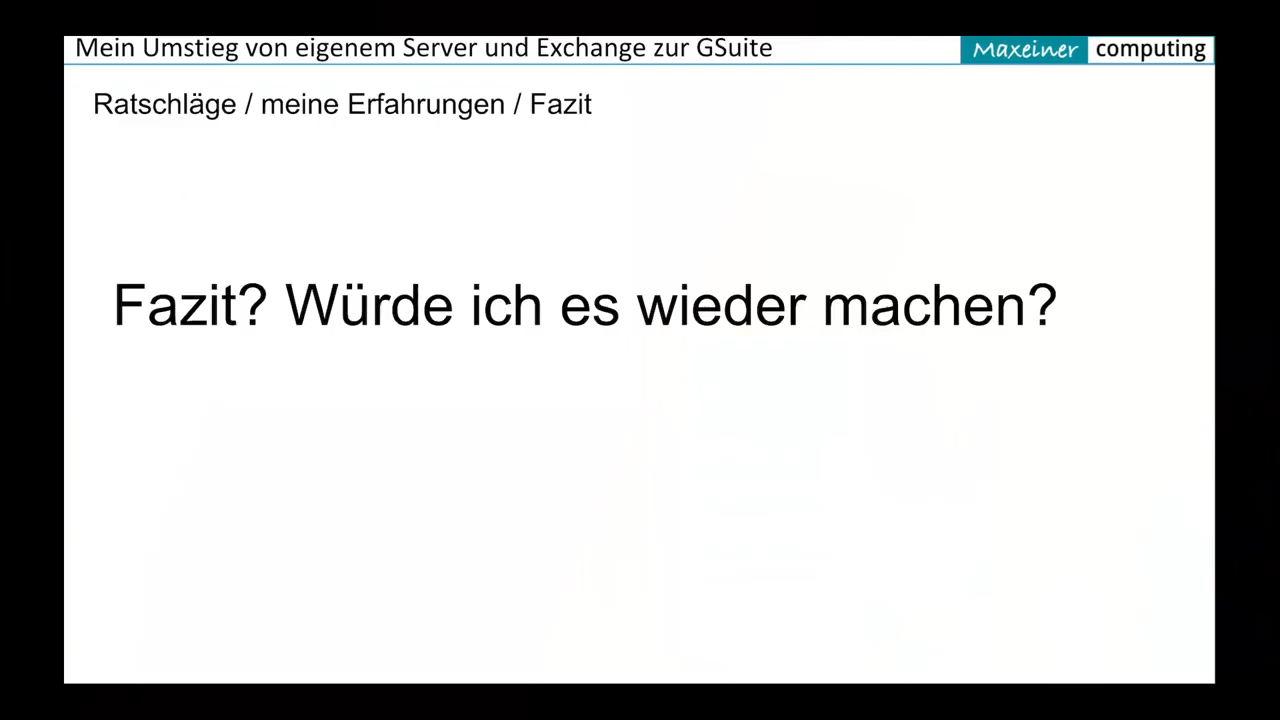 Mein Umstieg von eigenem Server und Exchange zur GSuite
Maxeiner computing
Ratschläge / meine Erfahrungen / Fazit
Fazit? Würde ich es wieder machen?